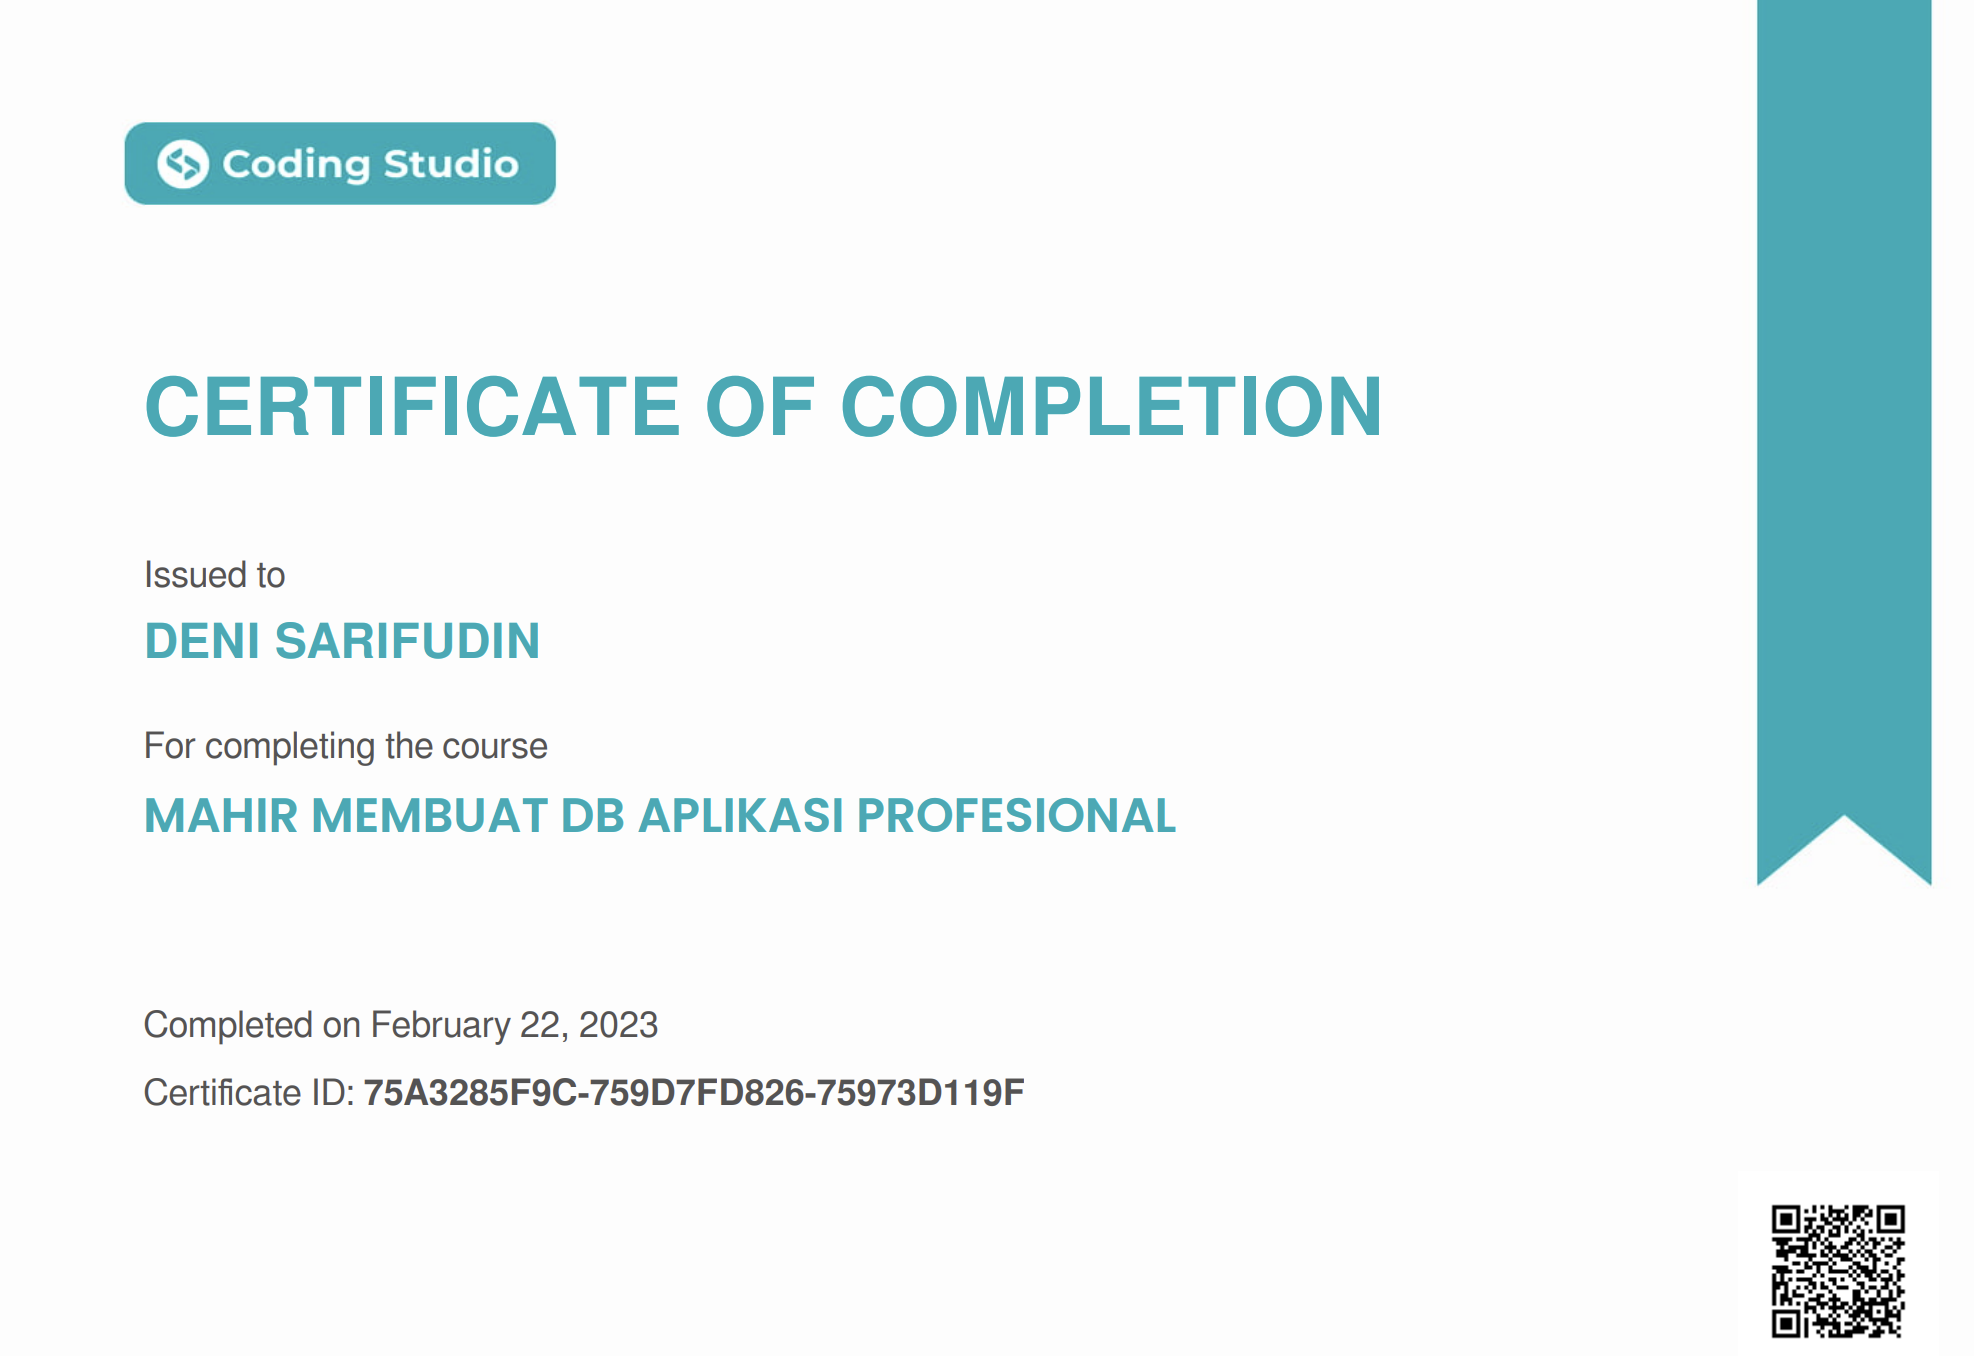 Coding Studio
CERTIFICATE OF COMPLETION
Issued to
DENI SARIFUDIN
For completing the course
MAHIR MEMBUAT DB APLIKASI PROFESIONAL
Completed on February 22, 2023
Certificate ID: 75A3285F9C-759D7FD826-75973D119F